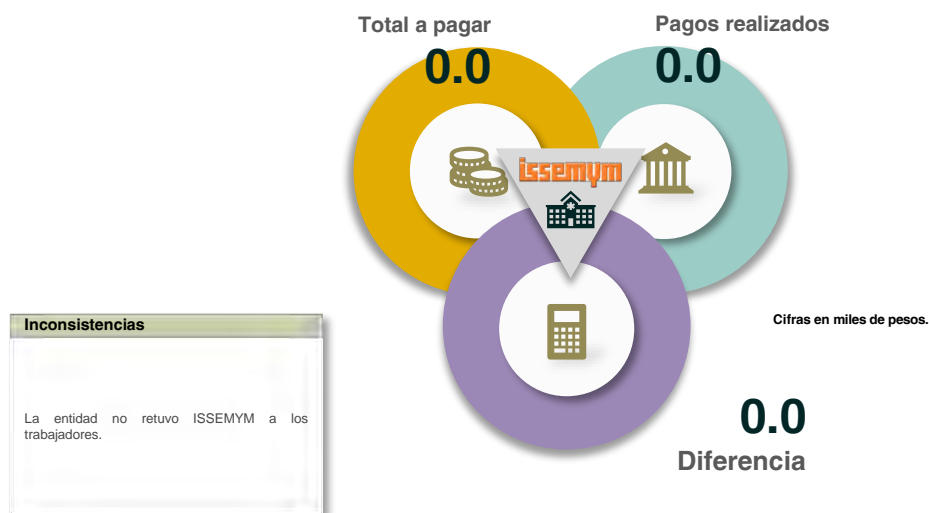 Total a pagar
Pagos realizados
0.0
0.0
issemym
Inconsistencias
Cifras en miles de pesos.
La entidad no retuvo ISSEMYM a los
trabajadores.
0.0
Diferencia